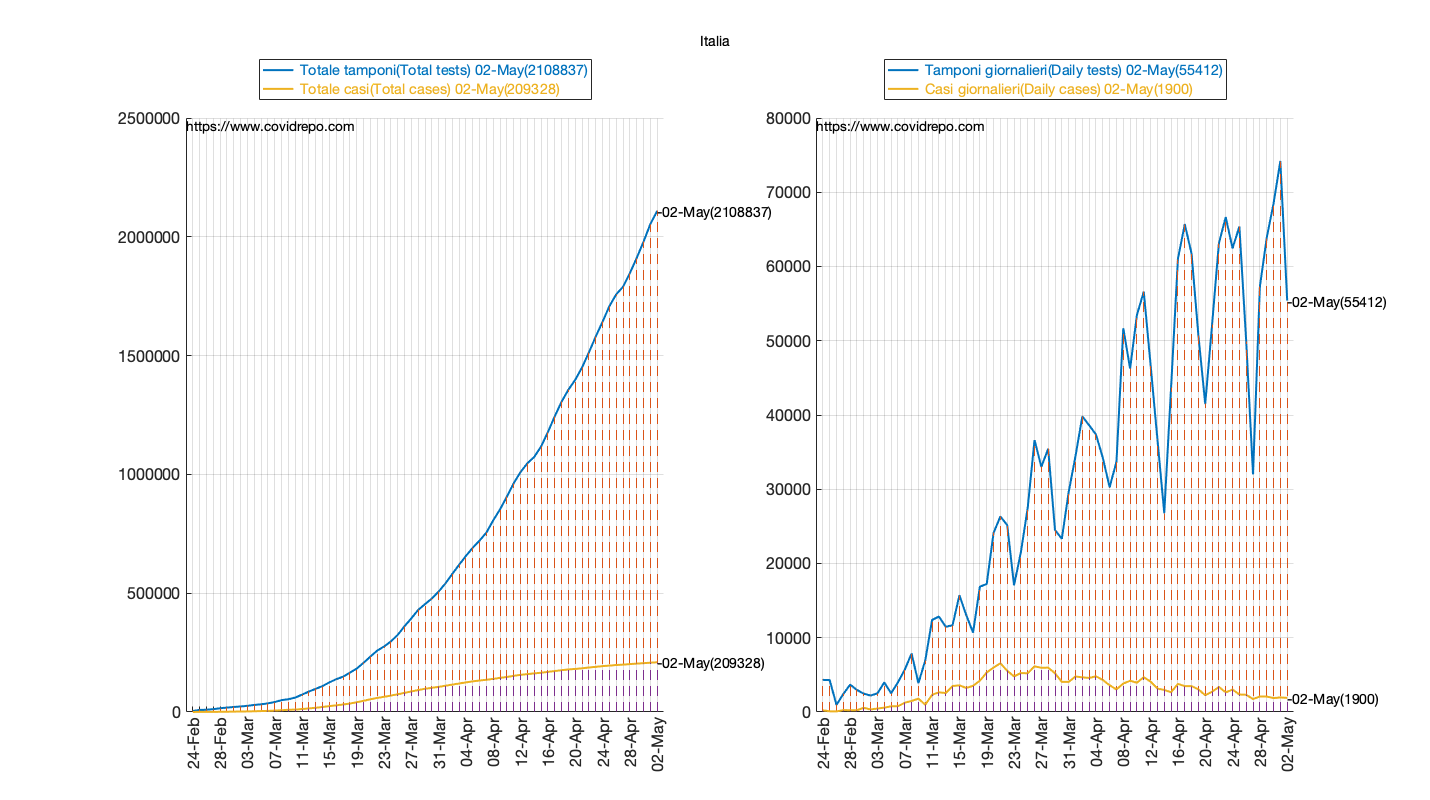 Italia
Totale tamponi(Total tests) 02-May(2108837)
Totale casi(Total cases) 02-May(209328)
https://www.covidrepo.com
2500000
2000000
1500000
1000000
500000
0
02-May(2108837)
02-May(209328)
24-Feb
28-Feb
03-Mar
07-Mar
11-Mar
15-Mar
19-Mar
23-Mar
27-Mar
31-Mar
04-Apr
08-Apr
12-Apr
16-Apr
20-Apr
24-Apr
28-Apr
02-May
Tamponi giornalieri(Daily tests) 02-May(55412)
Casi giornalieri(Daily cases) 02-May(1900)
https://www.covidrepo.com
80000
70000
60000
50000
40000
30000
20000
10000
0
02-May(55412)
02-May(1900)
24-Feb
28-Feb
03-Mar
07-Mar
11-Mar
15-Mar
19-Mar
23-Mar
27-Mar
31-Mar
04-Apr
08-Apr
12-Apr
16-Apr
20-Apr
24-Apr
28-Apr
02-May